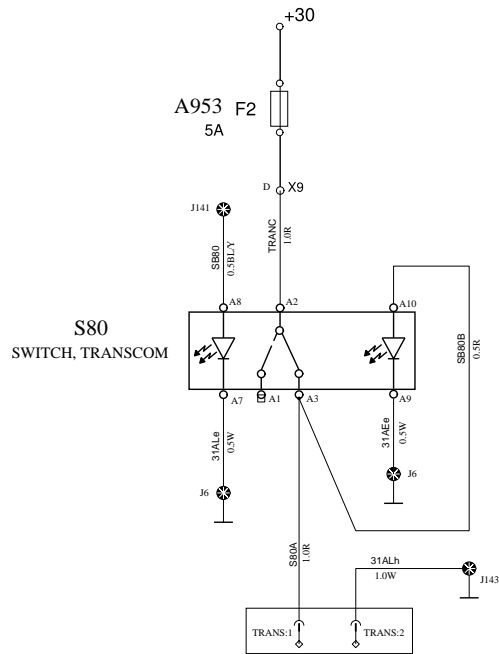 +30
A953 F2
5A
D X9
J141
TRANC
1.0R
SB80
0.5BL/Y
A8 A2 A10
S80
SWITCH, TRANSCOM
SB80B
0.5R
A7 A1 A3 A9
31ALe
0.5W
31AEe
0.5W
J6
J6
S80A
1.0R
31ALh
1.0W
J143
TRANS:1 TRANS:2